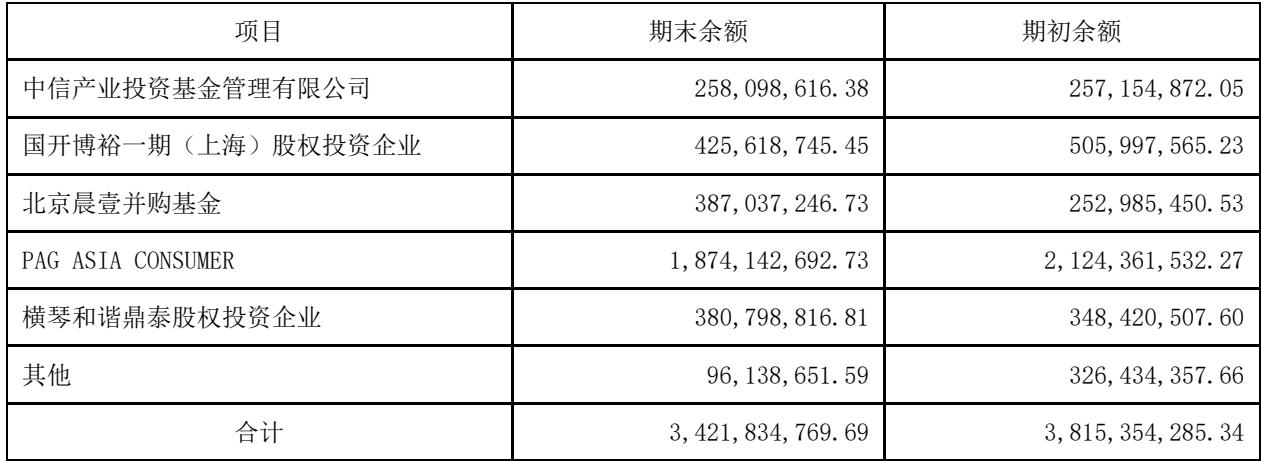 项目 期末余额 期初余额
中信产业投资基金管理有限公司 258,098,616.38 257,154,872.05
国开博裕一期（上海）股权投资企业 425,618,745.45 505,997,565.23
北京晨壹并购基金 387,037,246.73 252,985,450.53
PAG ASIA CONSUMER 1,874,142,692.73 2,124,361,532.27
横琴和谐鼎泰股权投资企业 380,798,816.81 348,420,507.60
其他 96,138,651.59 326,434,357.66
合计 3,421,834,769.69 3,815,354,285.34